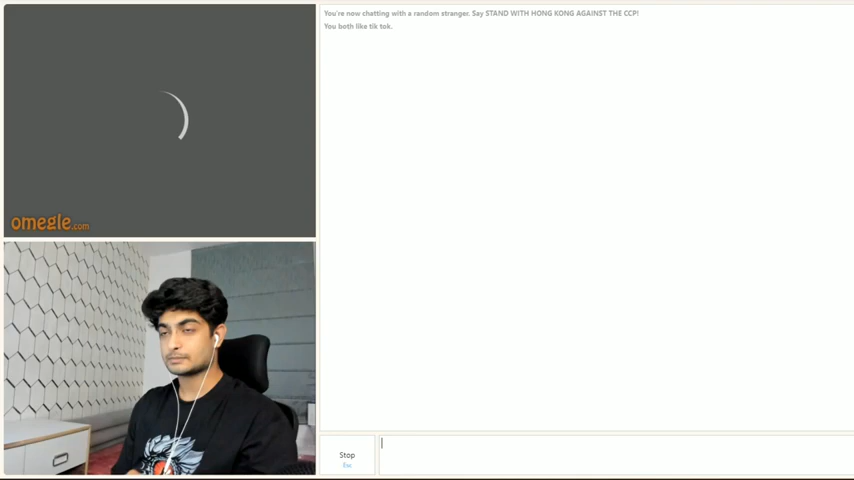 You're now chatting with a random stranger. Say STAND WITH HONG KONG AGAINST THE CCP!
You both like tik tok.
omegle.com
Stop
Esc